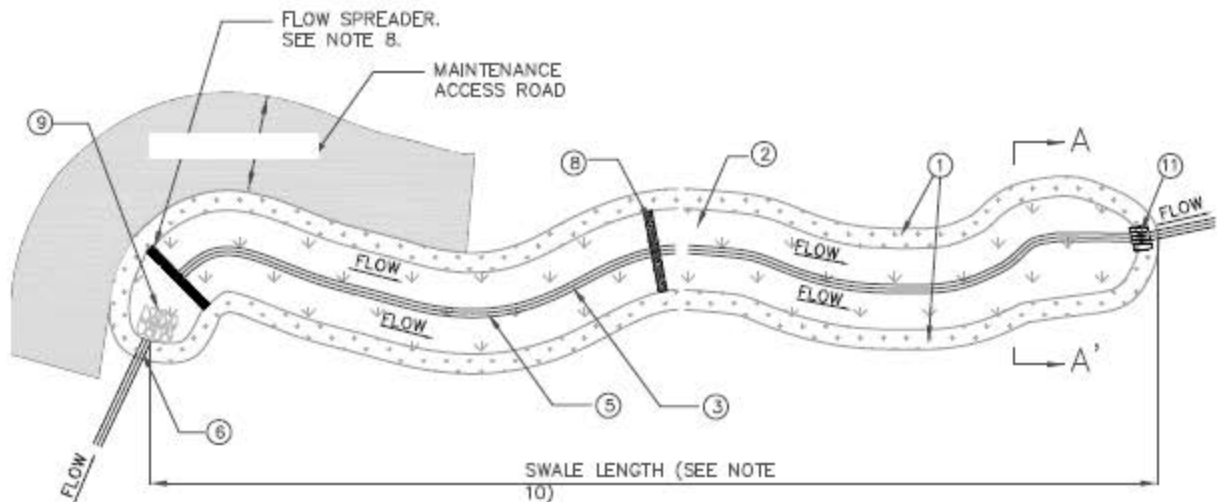 FLOW SPREADER.
SEE NOTE 8.
MAINTENANCE
ACCESS ROAD
9
8
2
1
A
11
FLOW
FLOW
FLOW
FLOW
FLOW
A'
5
3
6
FLOW
SWALE LENGTH (SEE NOTE
10)